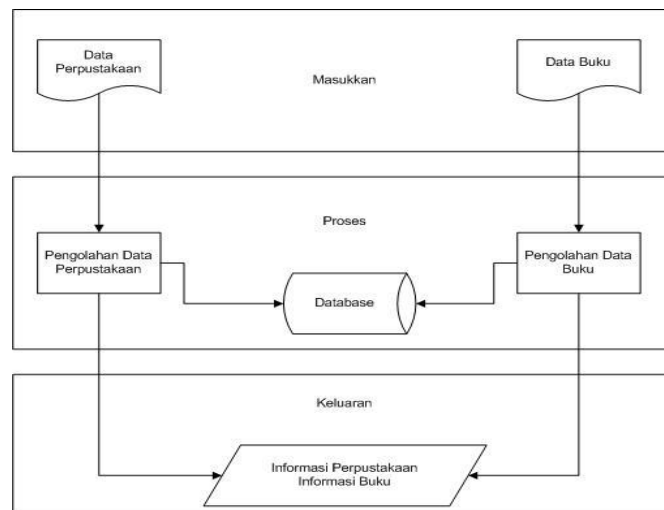 Data
Perpustakaan
Data Buku
Masukkan
Proses
Pengolahan Data
Perpustakaan
Pengolahan Data
Buku
Database
Keluaran
Informasi Perpustakaan
Informasi Buku